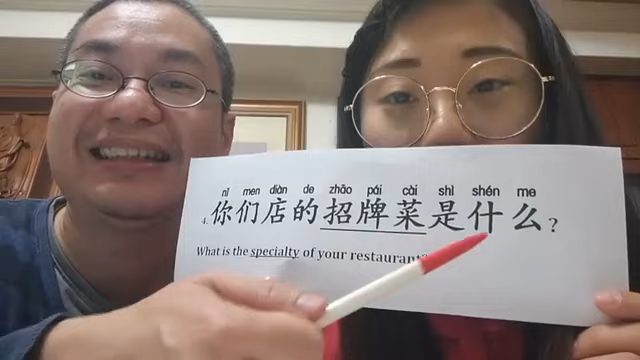 nǐ men diàn de zhāo pái cài shì shén me
4. 你们店的招牌菜是什么?
What is the specialty of your restaurant?